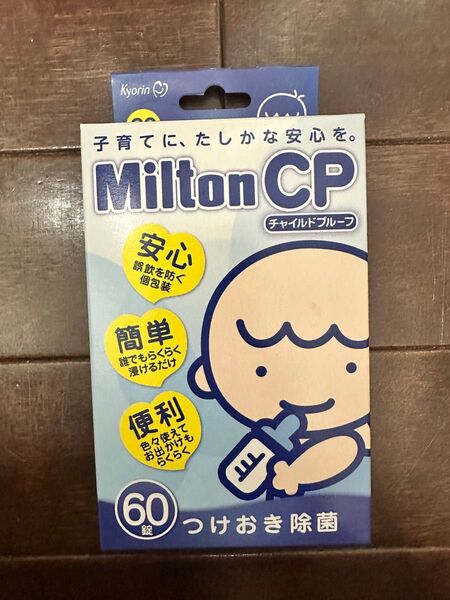 Kyorin
子育てに、たしかな安心を。
Milton CP
チャイルドプルーフ
安心
誤飲を防ぐ
個包装
簡単
誰でもらくらく
浸けるだけ
便利
色々使えて
お出かけも
らくらく
60
錠
つけおき除菌